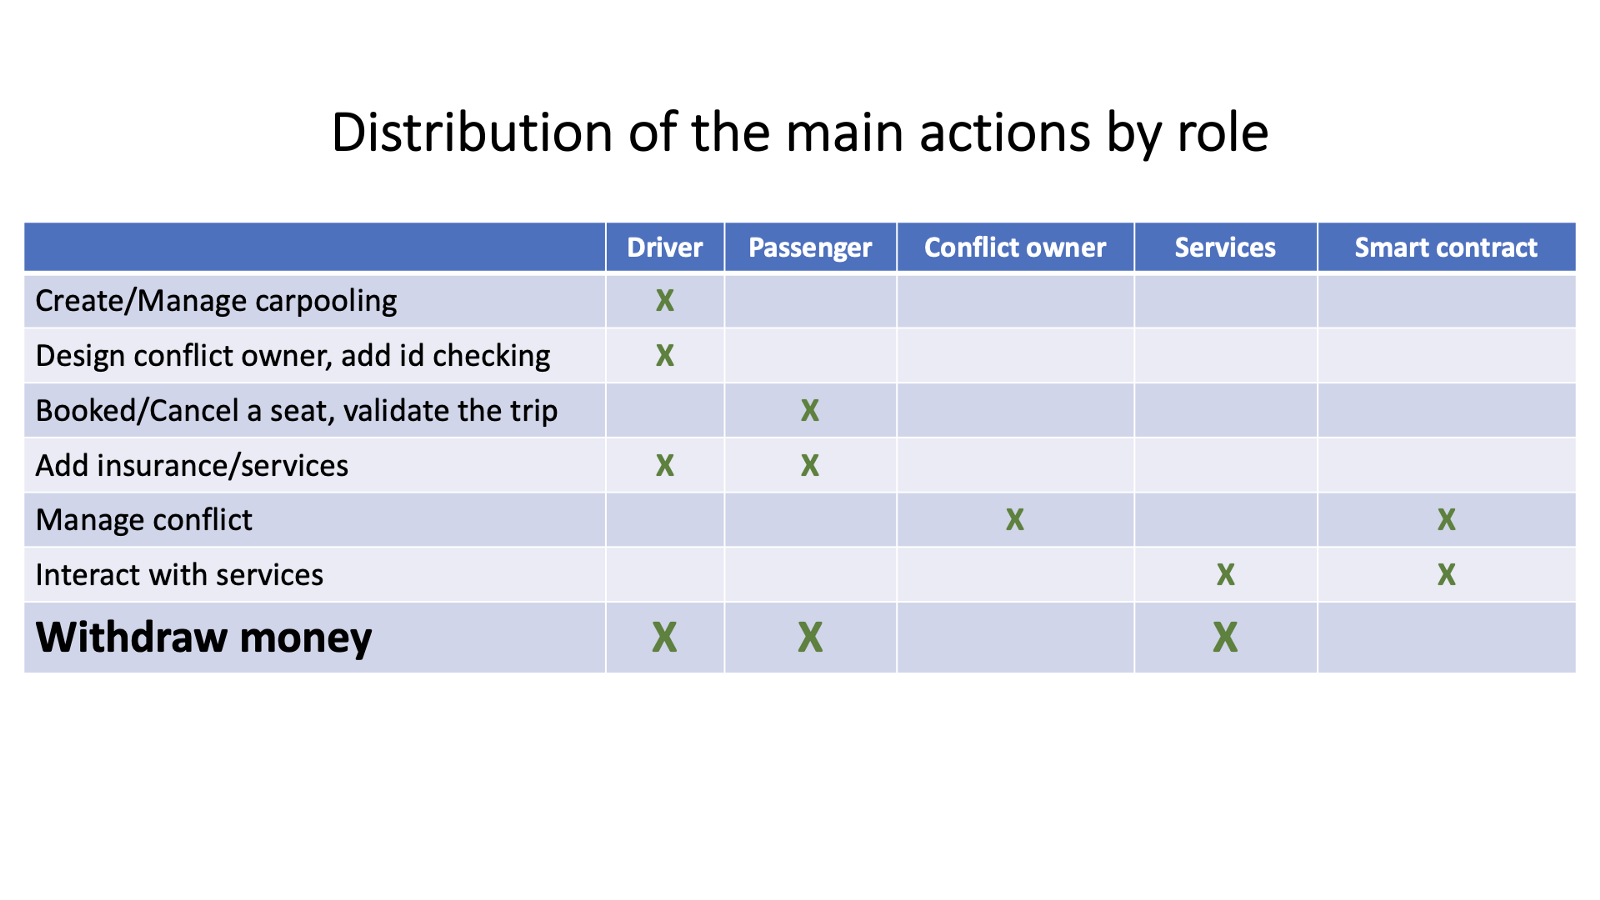 Distribution of the main actions by role
Driver Passenger Conflict owner Services Smart contract
Create/Manage carpooling X
Design conflict owner, add id checking X
Booked/Cancel a seat, validate the trip X
Add insurance/services X X
Manage conflict X X
Interact with services X X
Withdraw money X X X